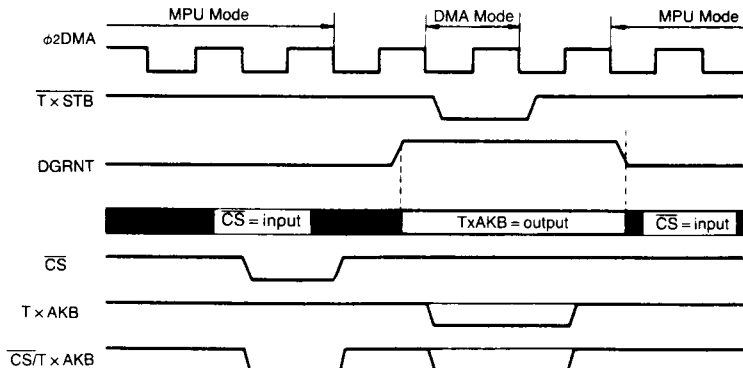 MPU Mode
DMA Mode
MPU Mode
ϕ2DMA
T × STB
DGRNT
CS = input
TxAKB = output
CS = input
CS
T × AKB
CS/T × AKB